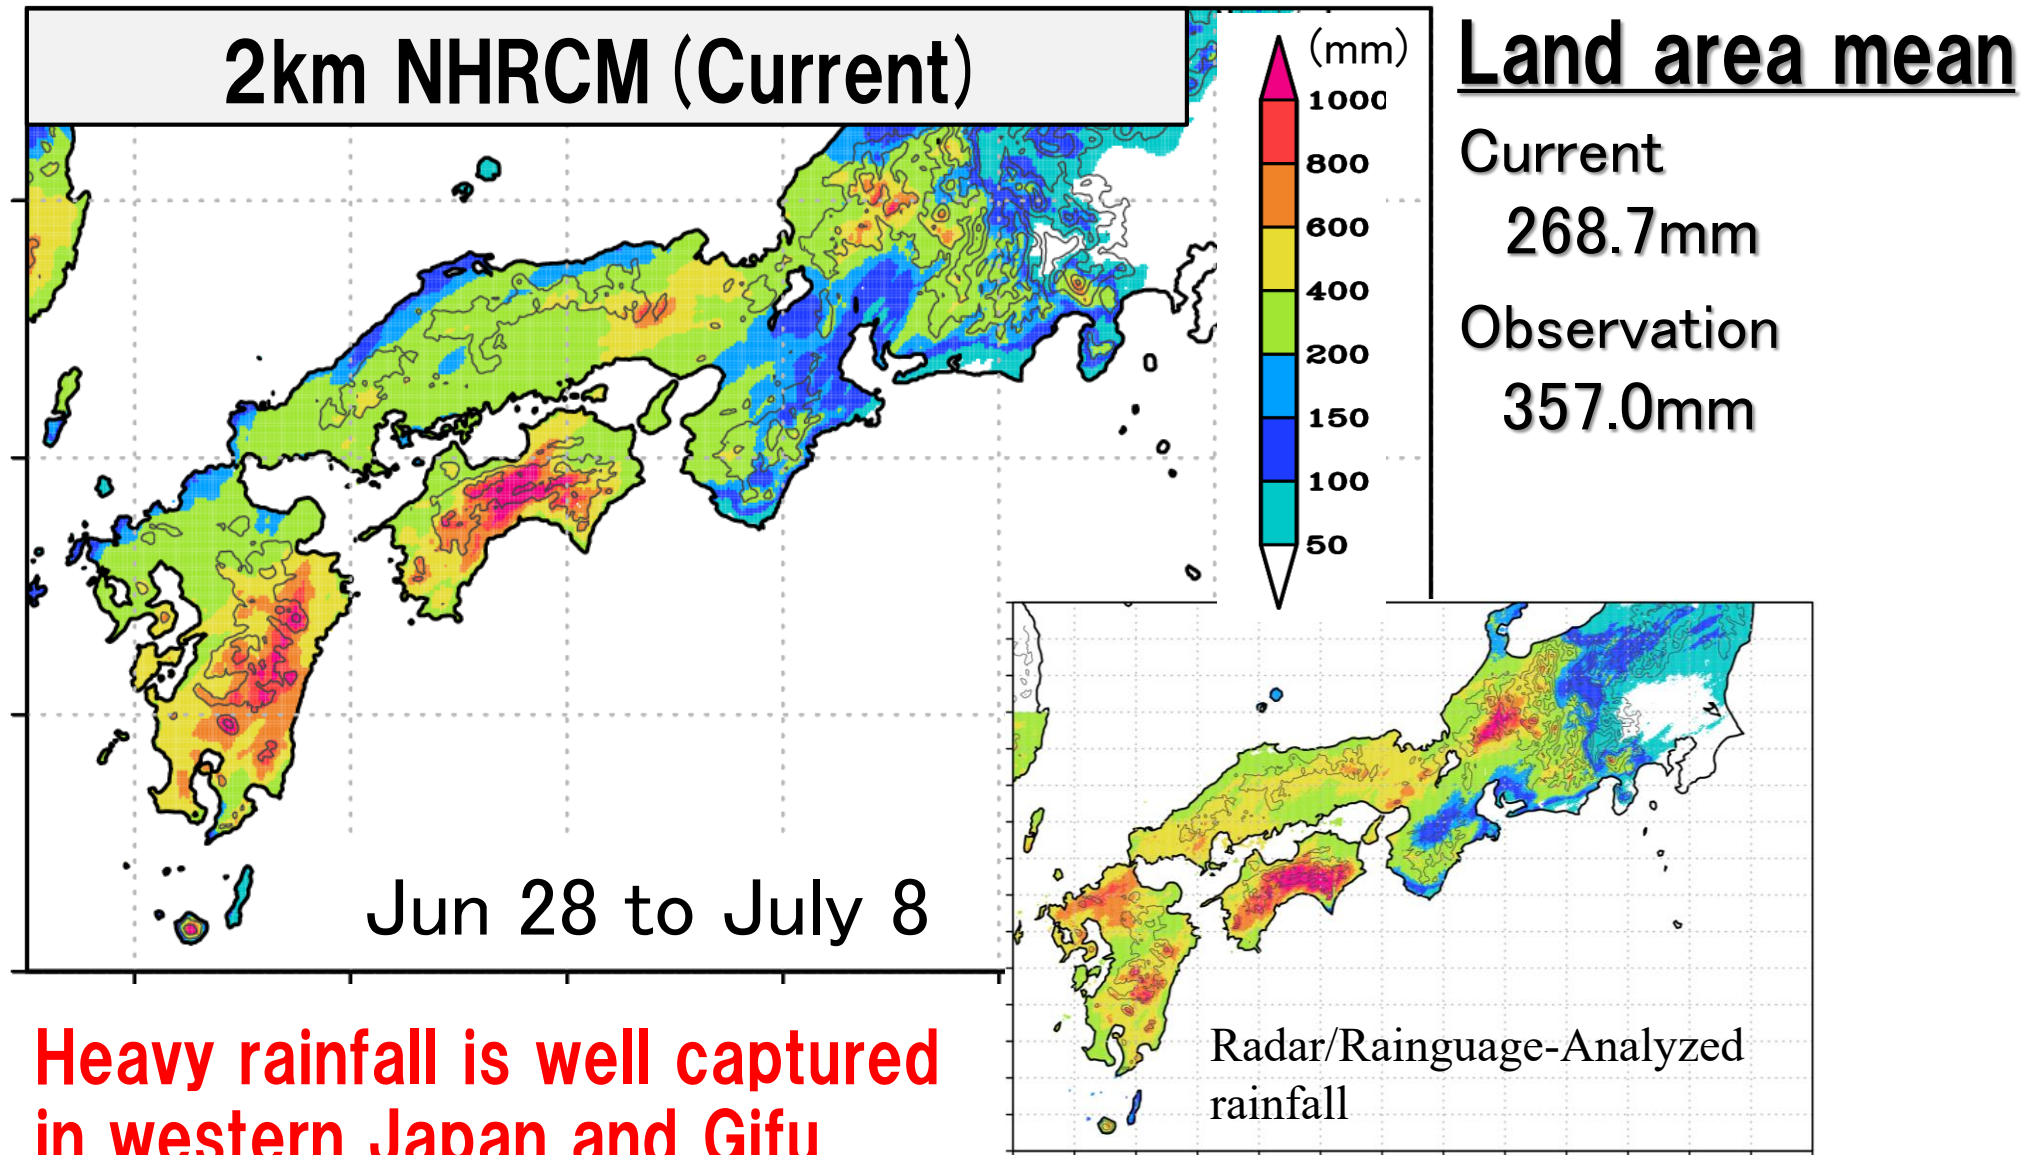 2km NHRCM (Current)
(mm)
1000
800
600
400
200
150
100
50
Land area mean
Current
268.7mm
Observation
357.0mm
Jun 28 to July 8
Radar/Rainguage-Analyzed
rainfall
Heavy rainfall is well captured
in western Japan and Gifu